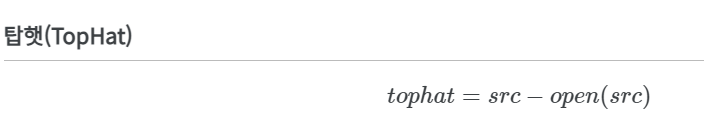 탑햇(TopHat)
tophat = src − open(src)